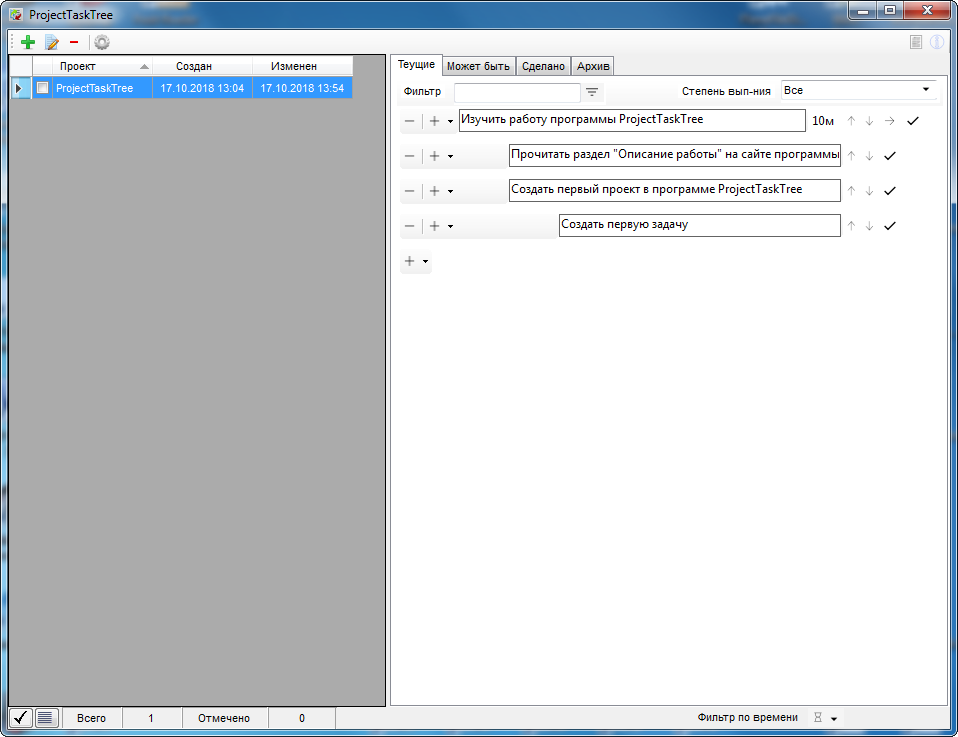 ProjectTaskTree
Проект Создан Изменен
ProjectTaskTree 17.10.2018 13:04 17.10.2018 13:54
Теущие Может быть Сделано Архив
Фильтр Степень вып-ния Все
Изучить работу программы ProjectTaskTree 10м
Прочитать раздел "Описание работы" на сайте программы
Создать первый проект в программе ProjectTaskTree
Создать первую задачу
Всего 1 Отмечено 0 Фильтр по времени